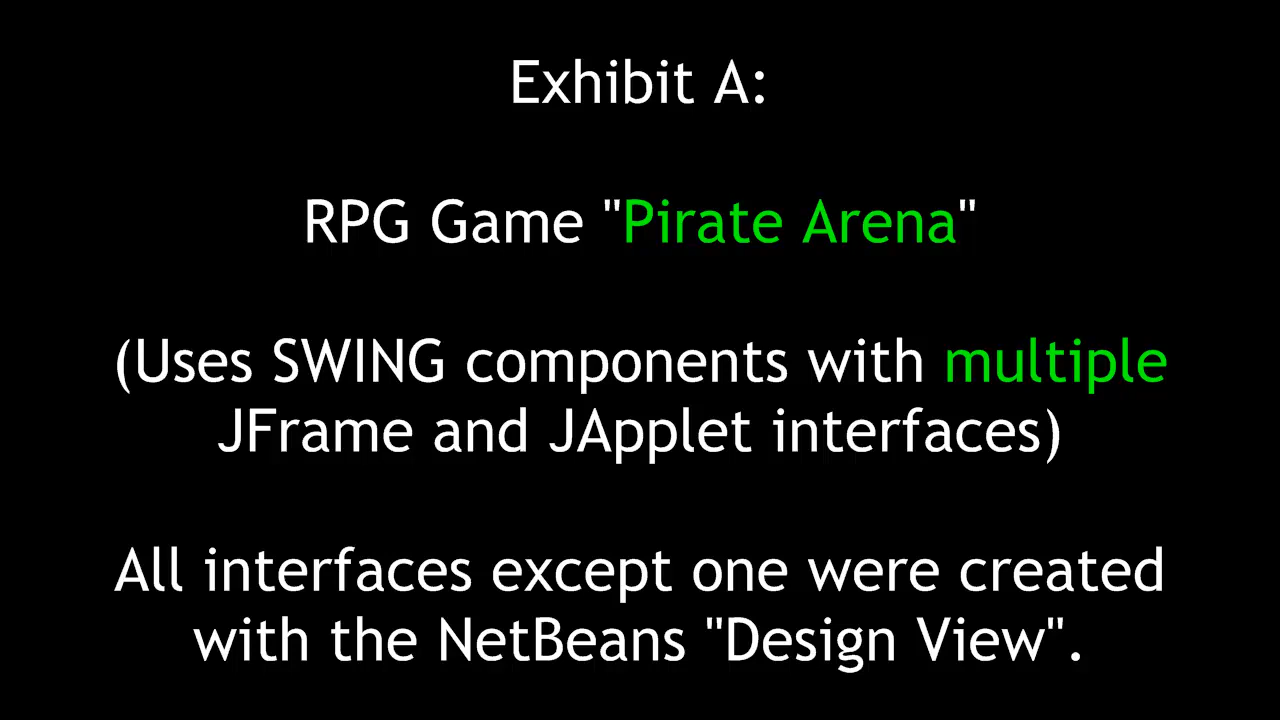 Exhibit A:
RPG Game "Pirate Arena"
(Uses SWING components with multiple
JFrame and JApplet interfaces)
All interfaces except one were created
with the NetBeans "Design View".